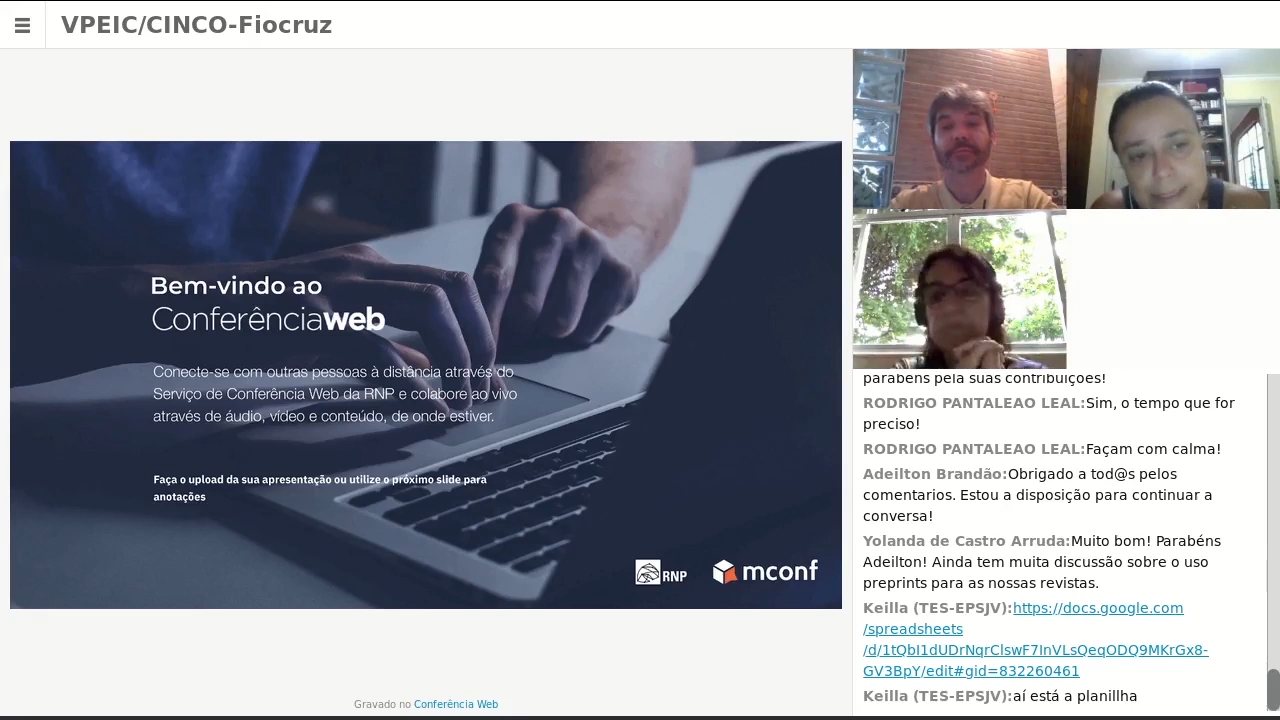 VPEIC/CINCO-Fiocruz
Bem-vindo ao
Conferênciaweb
Conecte-se com outras pessoas à distância através do
Serviço de Conferência Web da RNP e colabore ao vivo
através de áudio, vídeo e conteúdo, de onde estiver.
Faça o upload da sua apresentação ou utilize o próximo slide para
anotações
RNP
mconf
Gravado no Conferência Web
parabéns pela suas contribuições!
RODRIGO PANTALEAO LEAL:Sim, o tempo que for
preciso!
RODRIGO PANTALEAO LEAL:Façam com calma!
Adeilton Brandão:Obrigado a tod@s pelos
comentarios. Estou a disposição para continuar a
conversa!
Yolanda de Castro Arruda:Muito bom! Parabéns
Adeilton! Ainda tem muita discussão sobre o uso
preprints para as nossas revistas.
Keilla (TES-EPSJV):https://docs.google.com
/spreadsheets
/d/1tQbI1dUDrNqrClswF7InVLsQeqODQ9MKrGx8-
GV3BpY/edit#gid=832260461
Keilla (TES-EPSJV):aí está a planillha